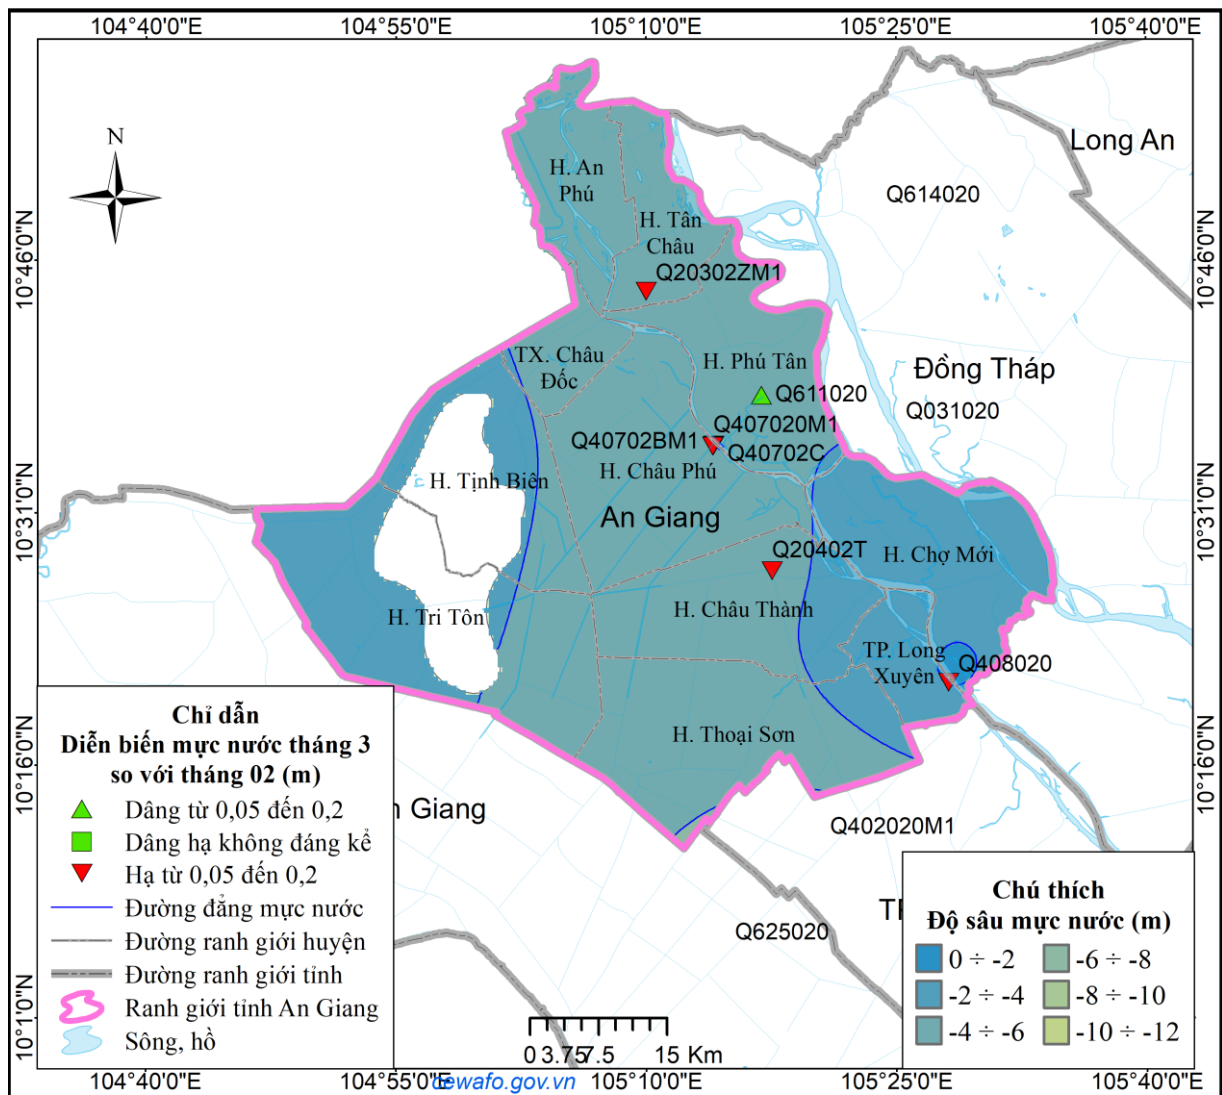 104°40'0"E 104°55'0"E 105°10'0"E 105°25'0"E 105°40'0"E
N
Long An
H. An
Phú
Q614020
H. Tân
Châu
10°46'0"N
10°46'0"N
Q20302ZM1
TX. Châu
Đốc
H. Phú Tân
Đồng Tháp
Q611020
Q031020
Q407020M1
Q40702BM1
Q40702C
H. Châu Phú
H. Tịnh Biên
10°31'0"N
10°31'0"N
An Giang
Q20402T
H. Chợ Mới
H. Châu Thành
H. Tri Tôn
TP. Long
Xuyên
Q408020
H. Thoại Sơn
10°16'0"N
10°16'0"N
Giang
Q402020M1
Q625020
Chỉ dẫn
Diễn biến mực nước tháng 3
so với tháng 02 (m)
Dâng từ 0,05 đến 0,2
Dâng hạ không đáng kể
Hạ từ 0,05 đến 0,2
Đường đẳng mực nước
Đường ranh giới huyện
Đường ranh giới tỉnh
Ranh giới tỉnh An Giang
Sông, hồ
0 3.75 7.5 15 Km
Chú thích
Độ sâu mực nước (m)
0 ÷ -2 -6 ÷ -8
-2 ÷ -4 -8 ÷ -10
-4 ÷ -6 -10 ÷ -12
10°1'0"N
10°1'0"N
104°40'0"E 104°55'0"E 105°10'0"E 105°25'0"E 105°40'0"E
cewafo.gov.vn